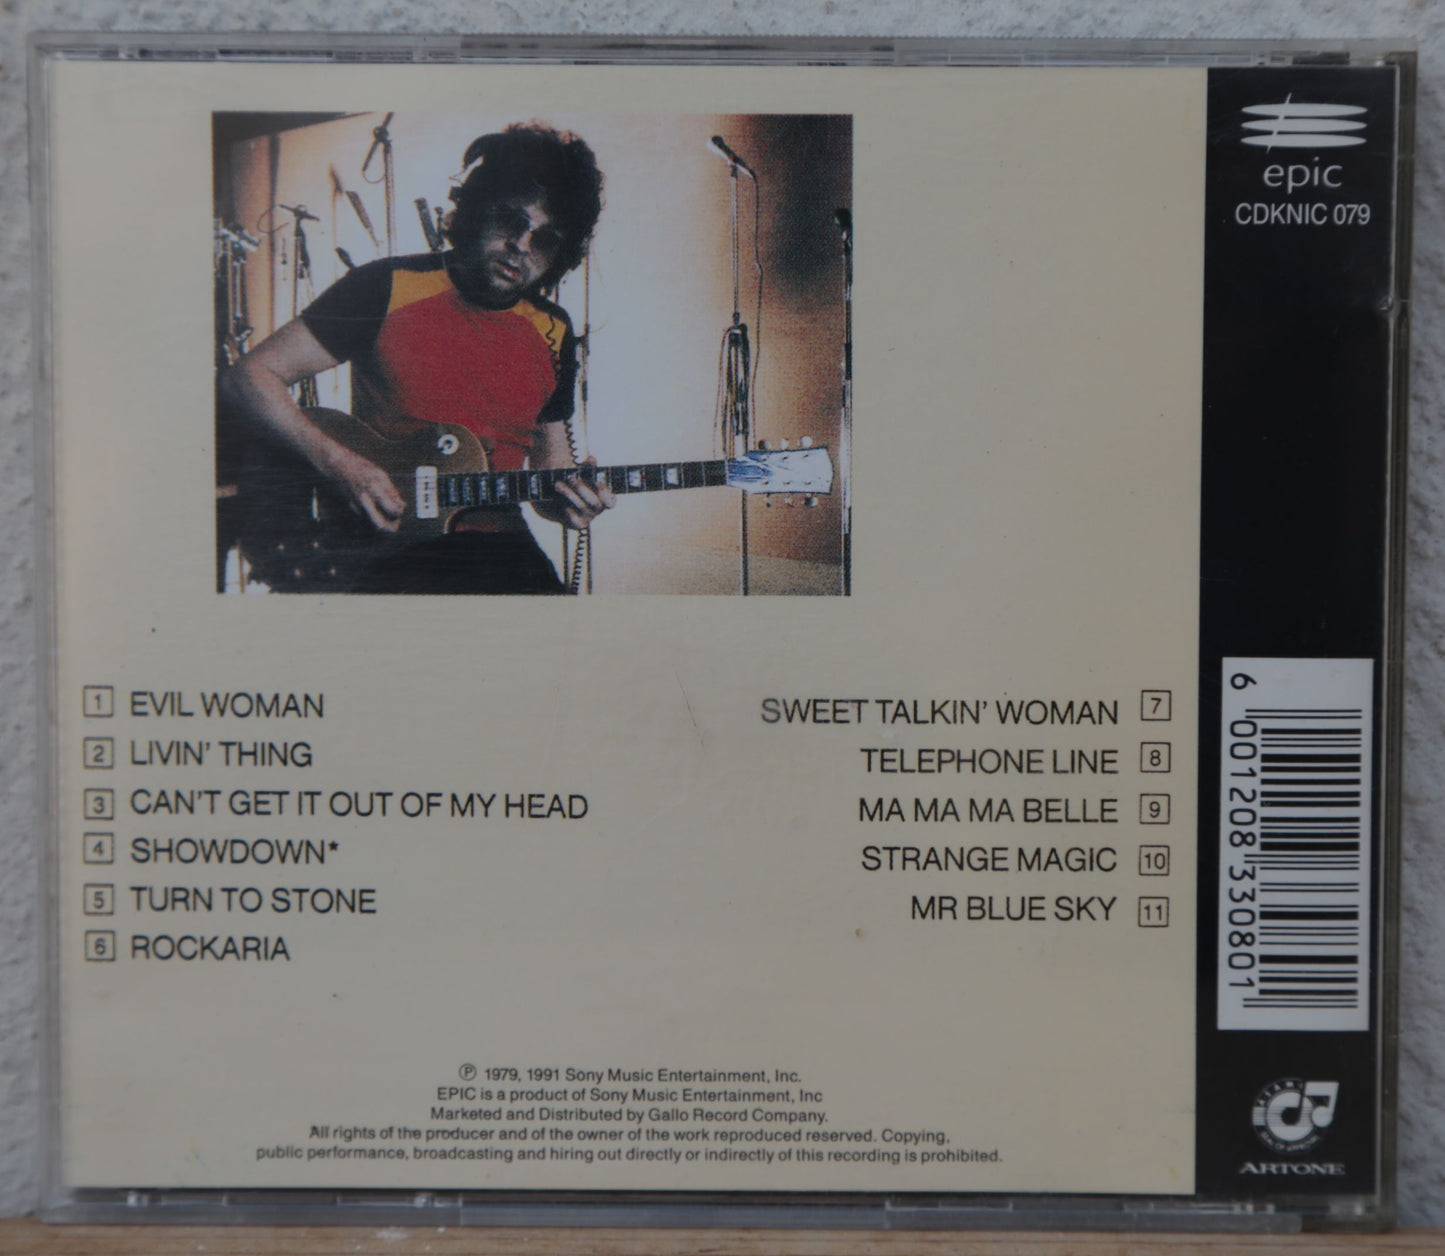 epic
CDKNIC 079
1 EVIL WOMAN
2 LIVIN' THING
3 CAN'T GET IT OUT OF MY HEAD
4 SHOWDOWN*
5 TURN TO STONE
6 ROCKARIA
SWEET TALKIN' WOMAN 7
TELEPHONE LINE 8
MA MA MA BELLE 9
STRANGE MAGIC 10
MR BLUE SKY 11
6 001208 330801
℗ 1979, 1991 Sony Music Entertainment, Inc.
EPIC is a product of Sony Music Entertainment, Inc
Marketed and Distributed by Gallo Record Company.
All rights of the producer and of the owner of the work reproduced reserved. Copying,
public performance, broadcasting and hiring out directly or indirectly of this recording is prohibited.
ARTONE